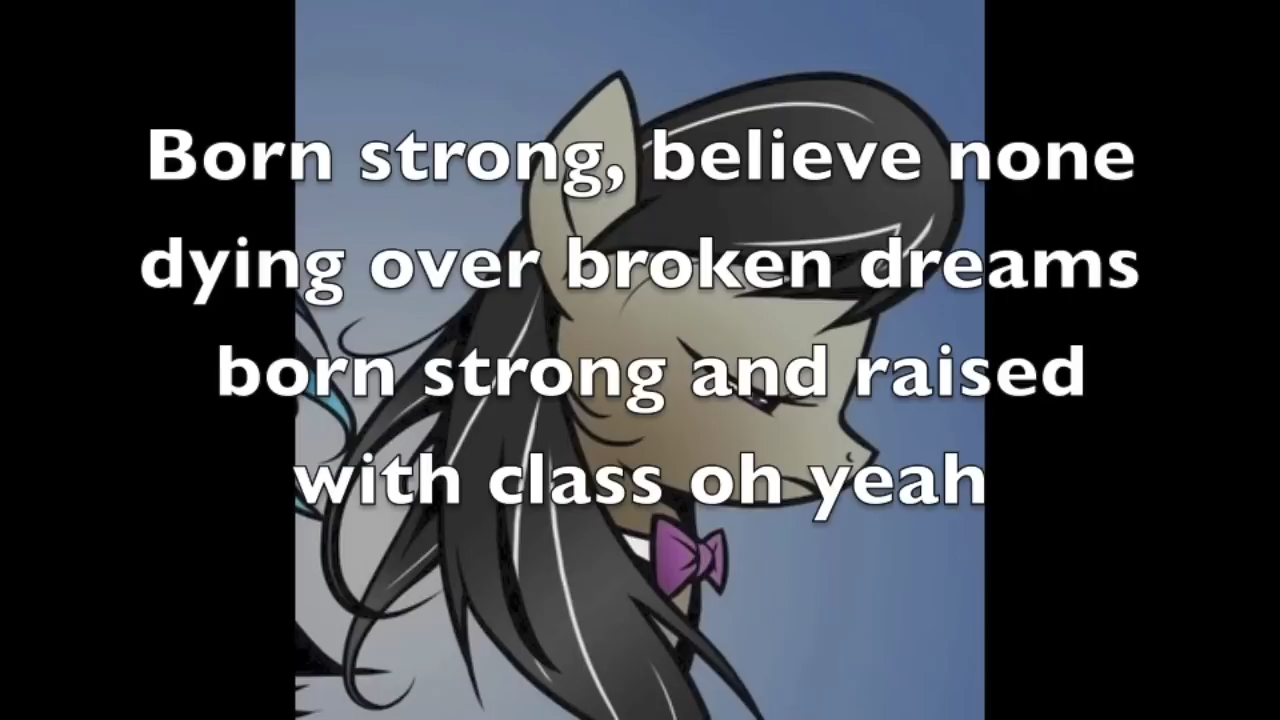 Born strong, believe none
dying over broken dreams
born strong and raised
with class oh yeah